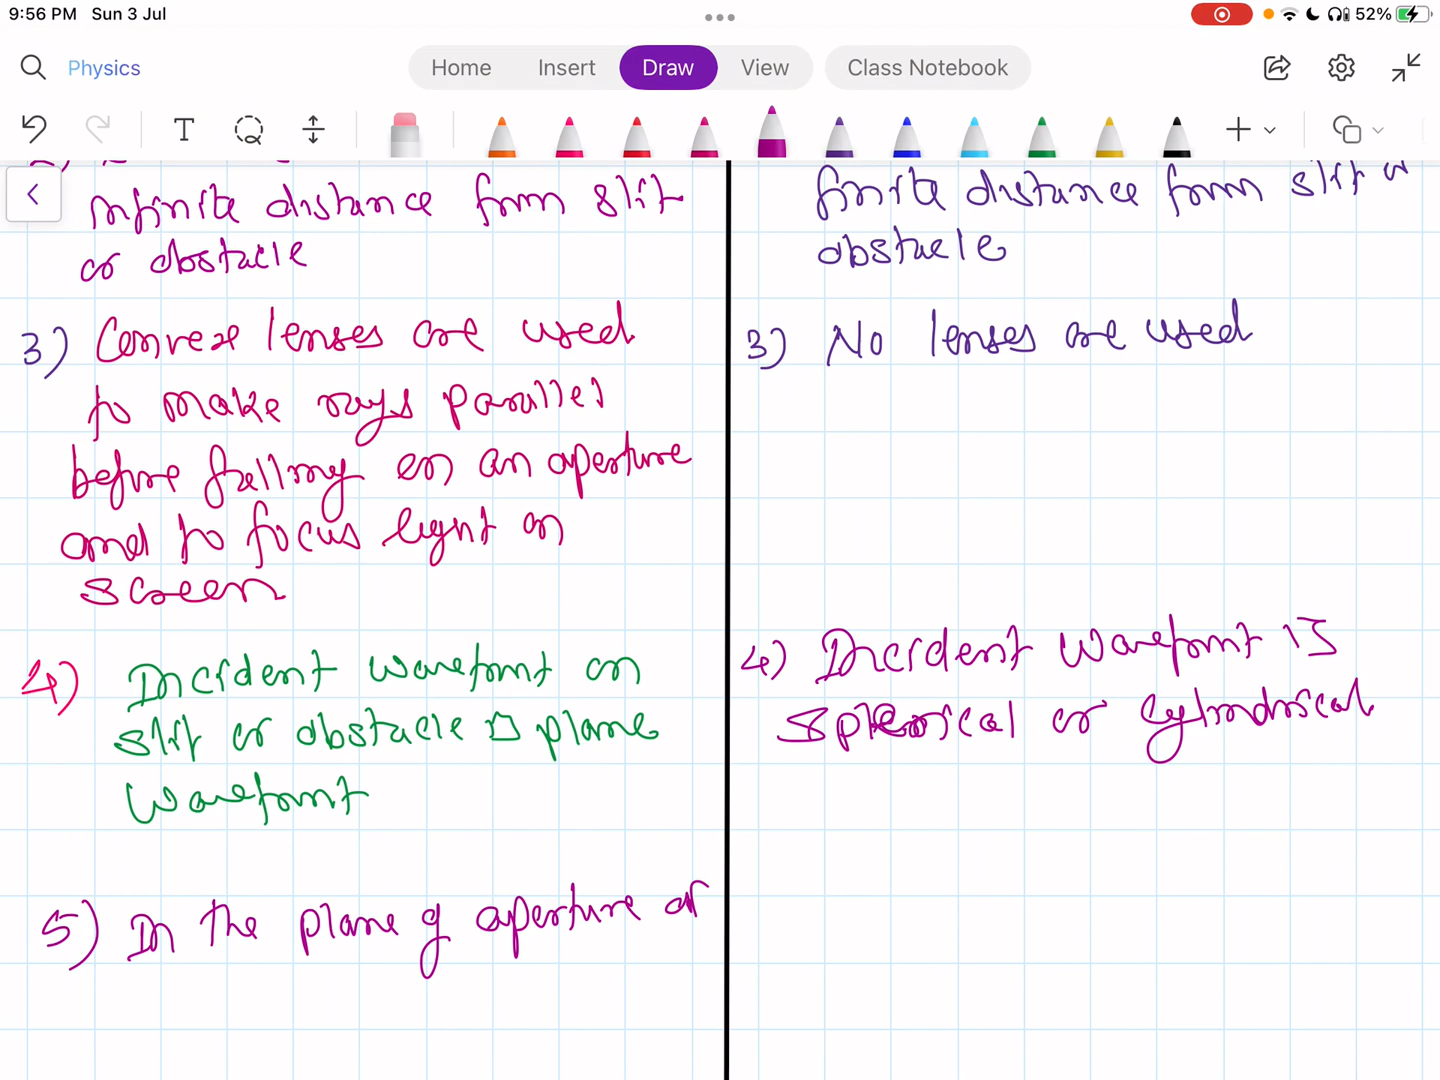 9:56 PM Sun 3 Jul
52%
Physics
Home Insert Draw View Class Notebook
T
infinite distance from slit
or obstacle
finite distance form slit or
obstacle
3) Convex lenses are used
to make rays parallel
before falling on an aperture
and to focus light on
screen
3) No lenses are used
4) Incident wavefront on
slit or obstacle is plane
wavefront
4) Incident wavefront is
spherical or cylindrical
5) In the plane of aperture or